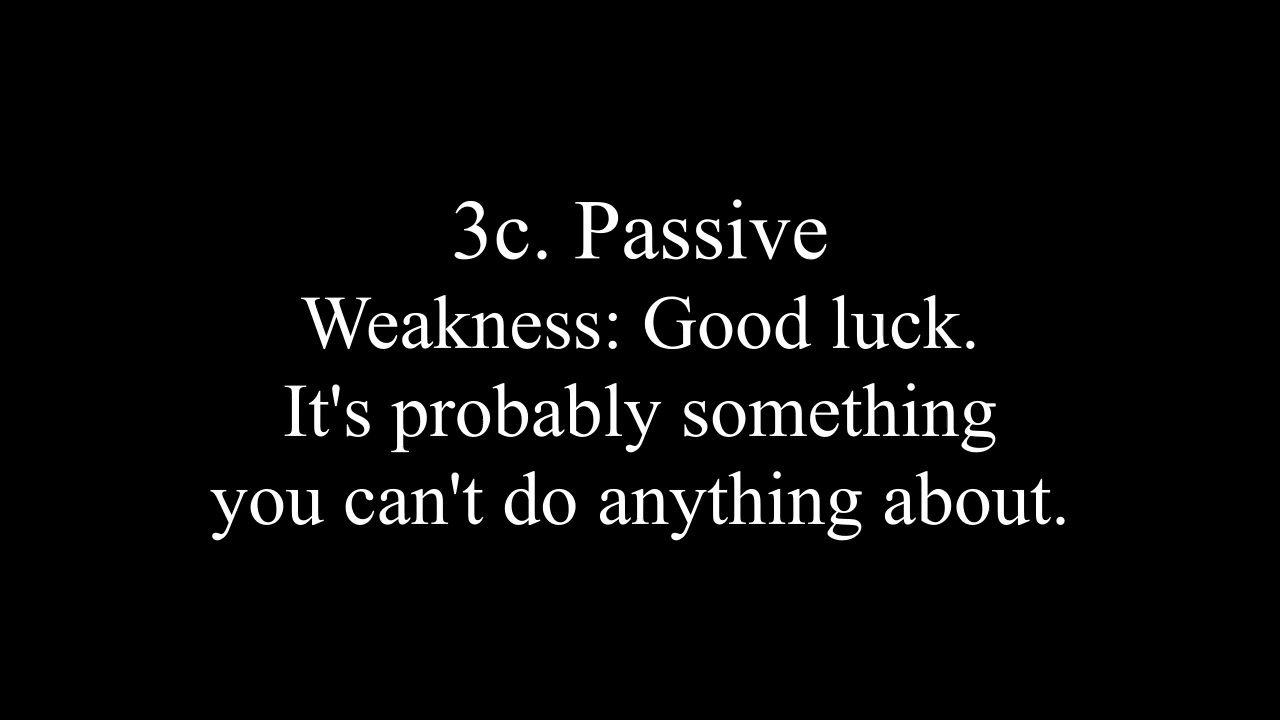 3c. Passive
Weakness: Good luck.
It's probably something
you can't do anything about.